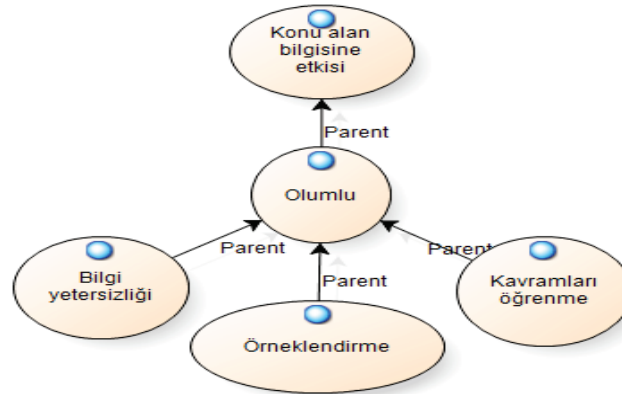 Konu alan
bilgisine
etkisi
Parent
Olumlu
Parent
Parent
Parent
Bilgi
yetersizliği
Örneklendirme
Kavramları
öğrenme